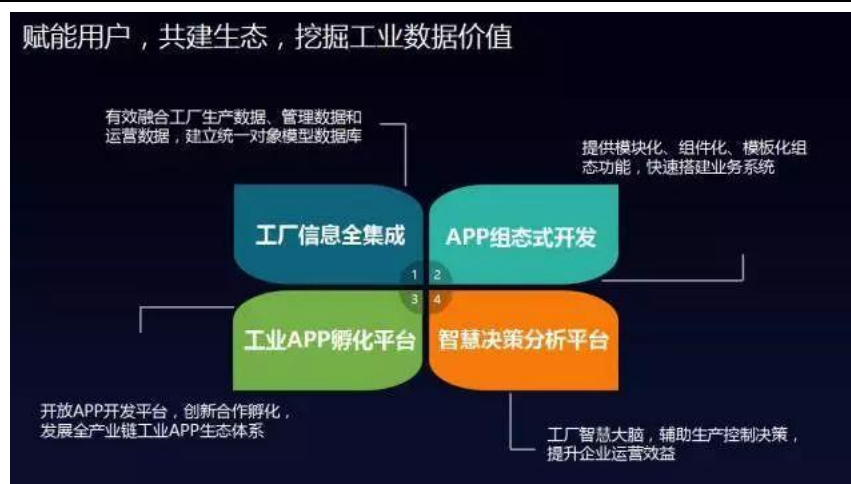 赋能用户，共建生态，挖掘工业数据价值
有效融合工厂生产数据、管理数据和
运营数据，建立统一对象模型数据库
提供模块化、组件化、模板化组
态功能，快速搭建业务系统
工厂信息全集成
APP组态式开发
1
2
3
4
工业APP孵化平台
智慧决策分析平台
开放APP开发平台，创新合作孵化，
发展全产业链工业APP生态体系
工厂智慧大脑，辅助生产控制决策，
提升企业运营效益